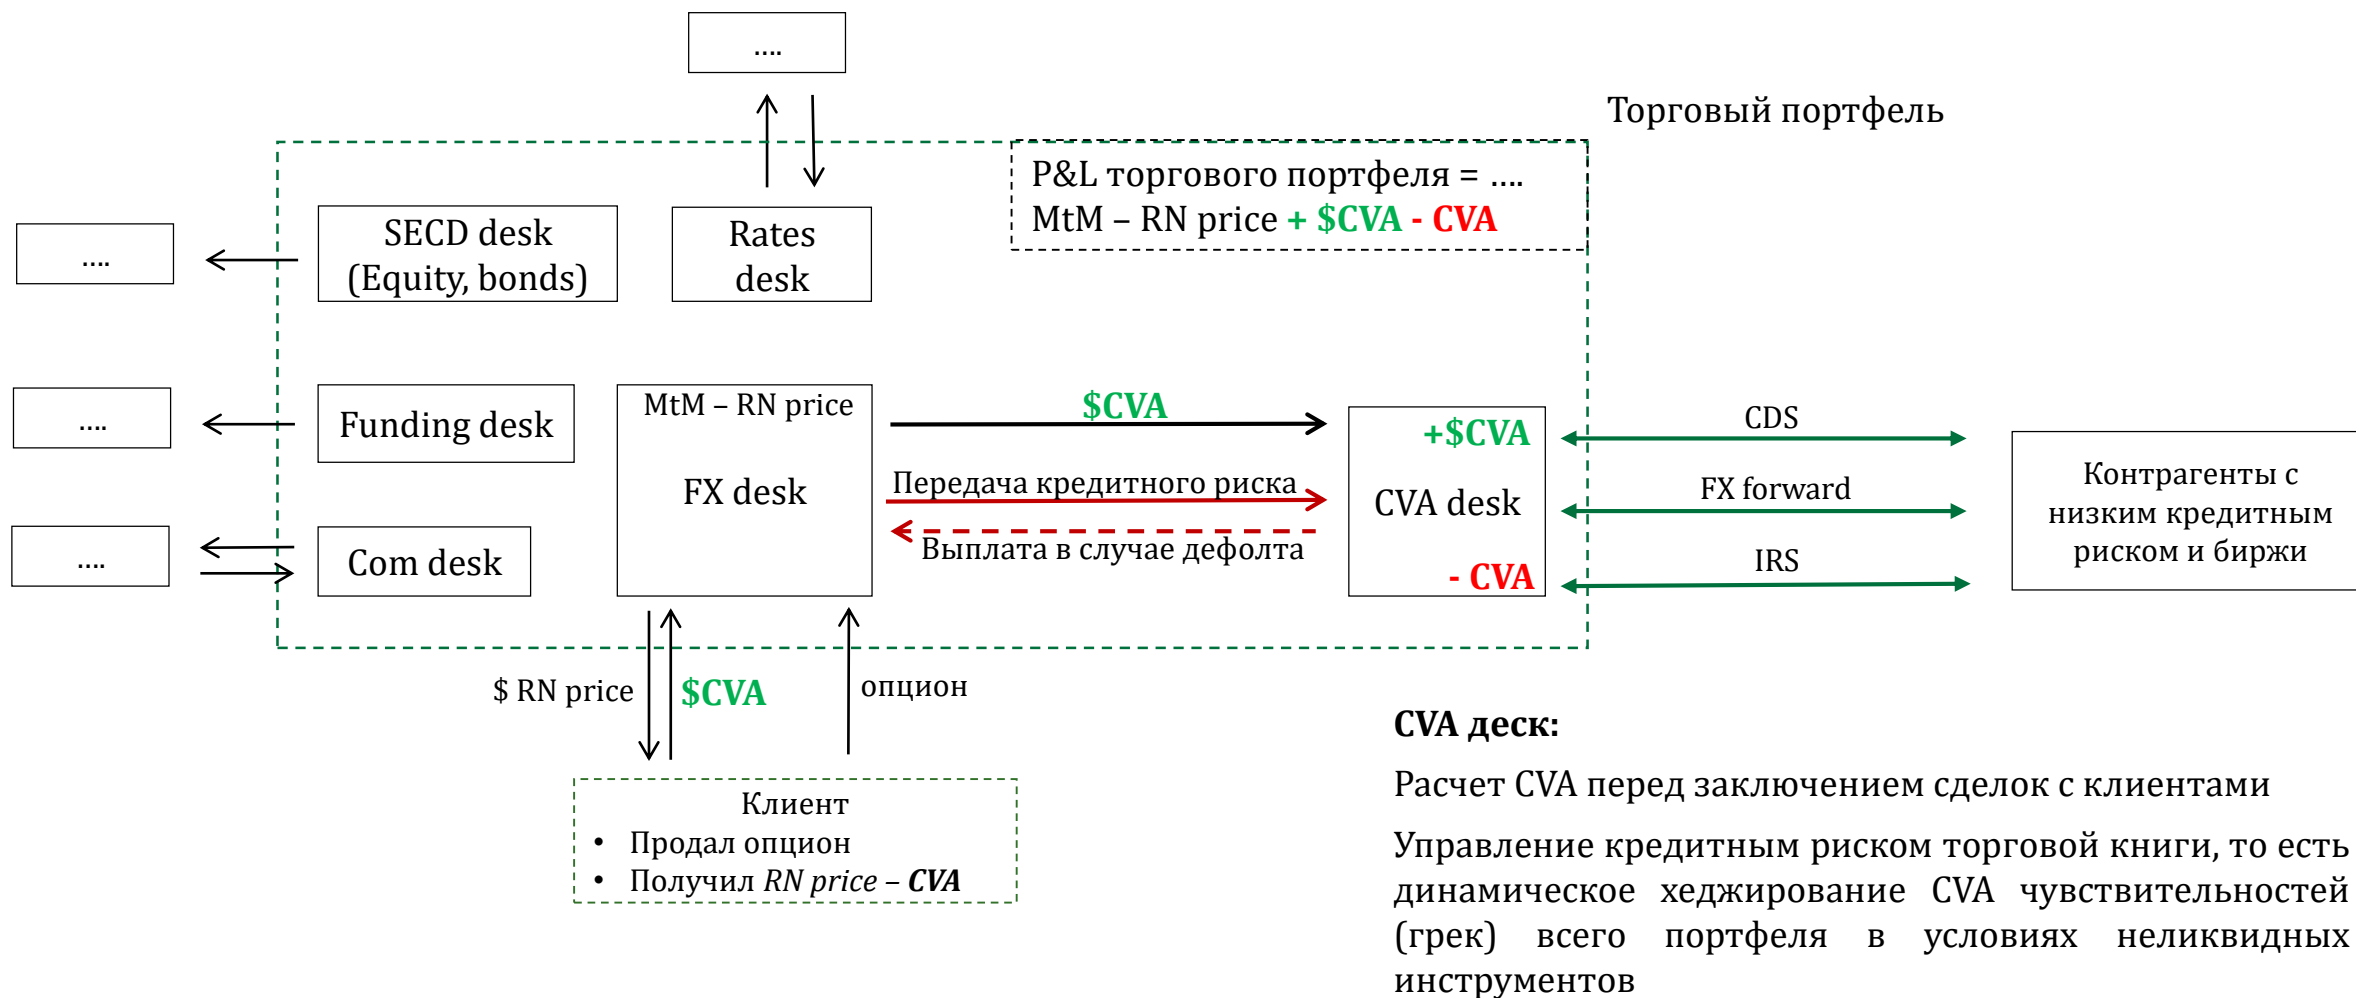 ....
Торговый портфель
P&L торгового портфеля = ....
MtM – RN price + $CVA - CVA
....
SECD desk
(Equity, bonds)
Rates
desk
....
Funding desk
MtM – RN price
FX desk
$CVA
Передача кредитного риска
Выплата в случае дефолта
+$CVA
CVA desk
- CVA
CDS
FX forward
IRS
Контрагенты с
низким кредитным
риском и биржи
....
Com desk
$ RN price
$CVA
опцион
Клиент
• Продал опцион
• Получил RN price – CVA
CVA деск:
Расчет CVA перед заключением сделок с клиентами
Управление кредитным риском торговой книги, то есть
динамическое хеджирование CVA чувствительностей
(грек) всего портфеля в условиях неликвидных
инструментов